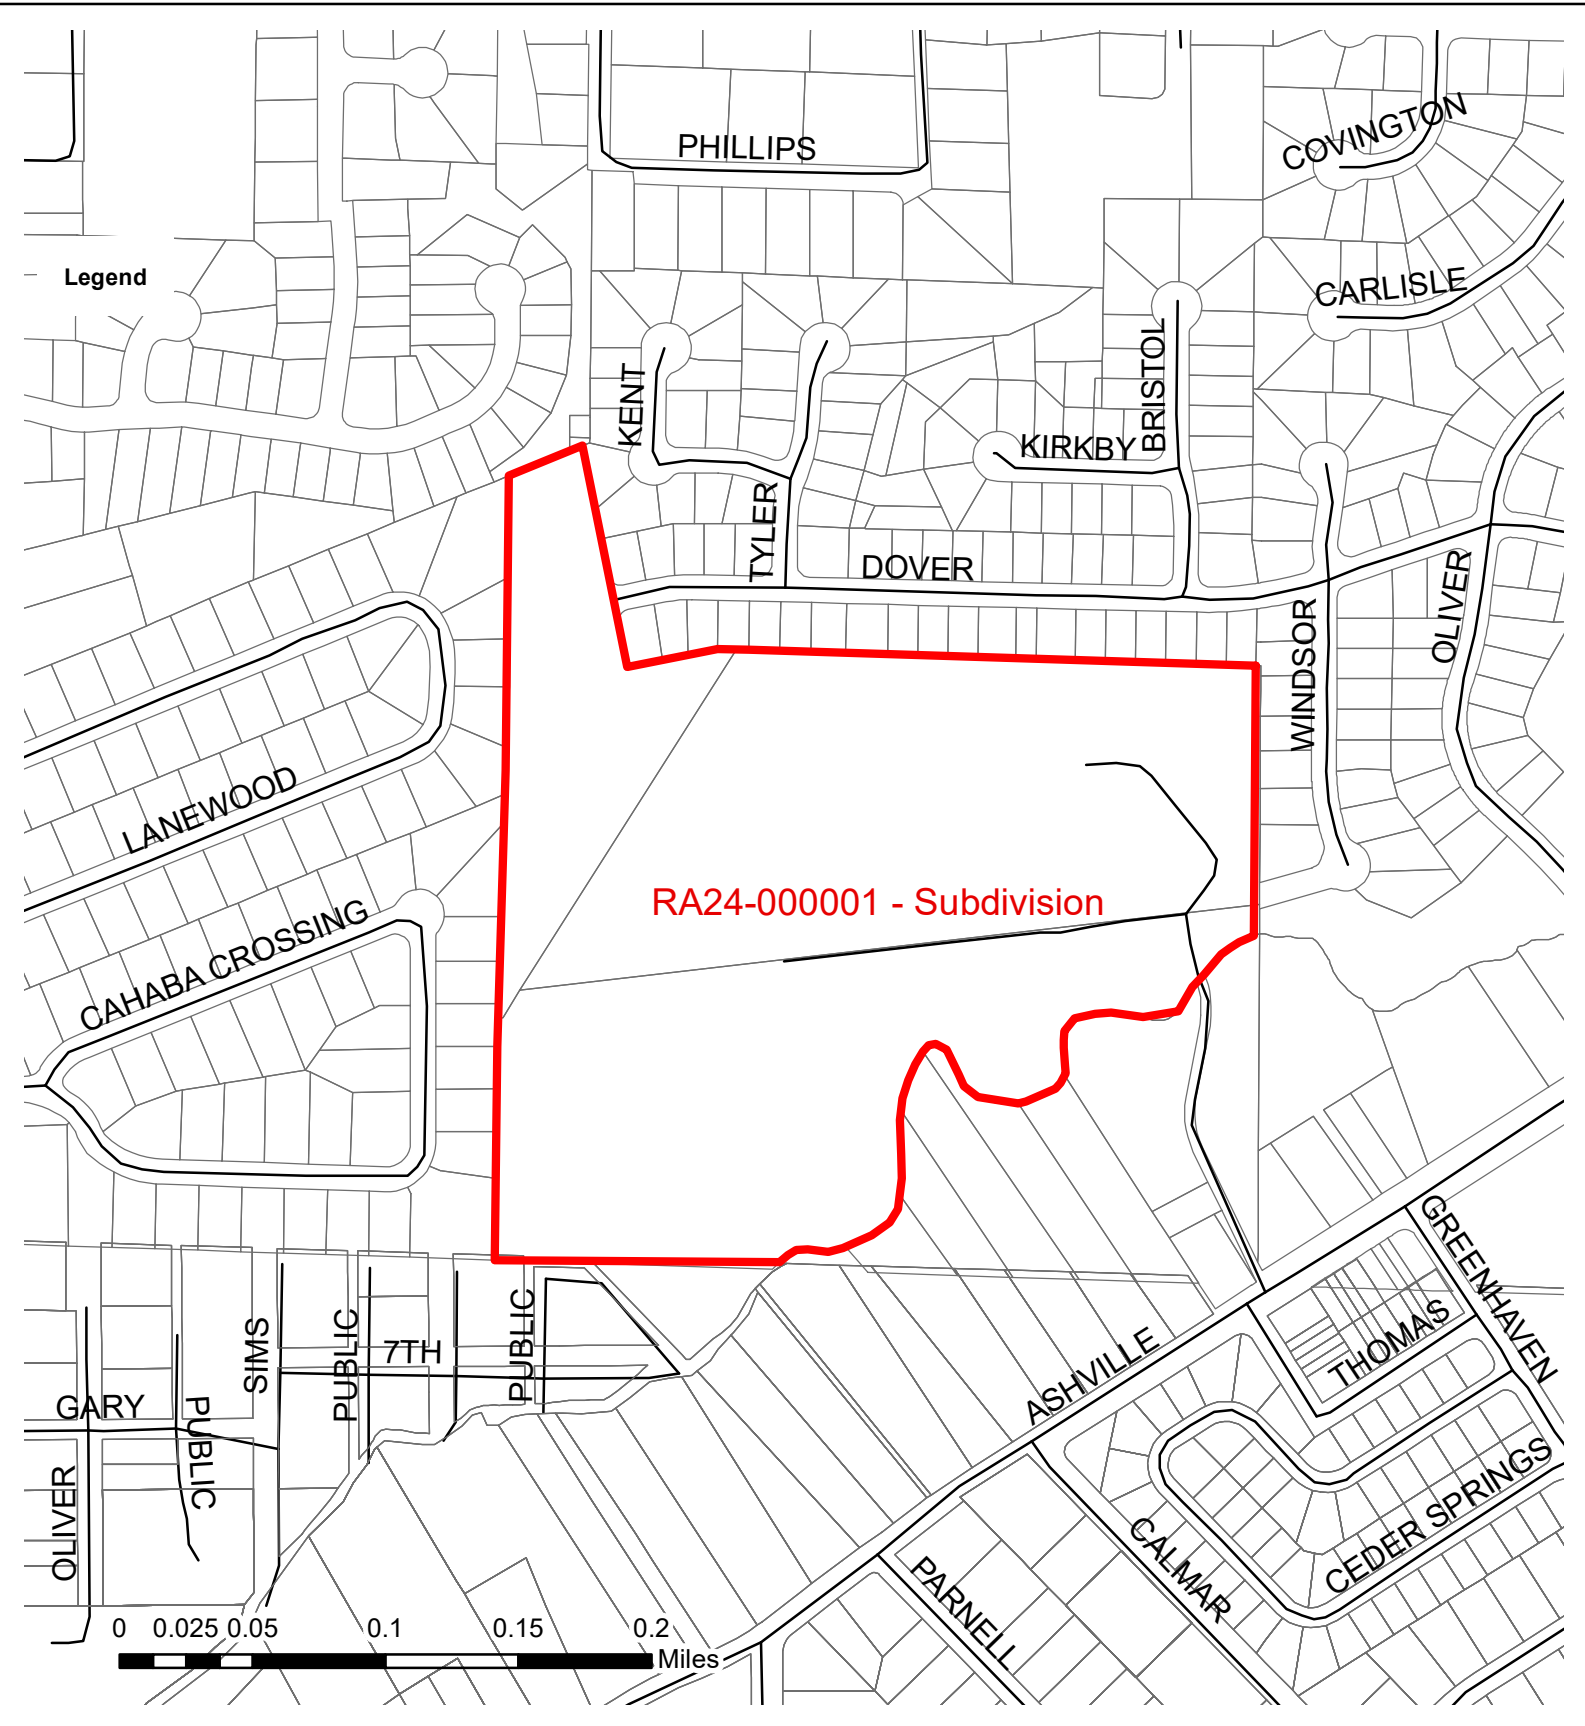 PHILLIPS
COVINGTON
Legend
CARLISLE
KENT
BRISTOL
KIRKBY
TYLER
DOVER
OLIVER
WINDSOR
LANEWOOD
RA24-000001 - Subdivision
CAHABA CROSSING
GREENHAVEN
SIMS
PUBLIC
7TH
PUBLIC
THOMAS
ASHVILLE
GARY
PUBLIC
OLIVER
CEDER SPRINGS
CALMAR
PARNELL
0 0.025 0.05 0.1 0.15 0.2
Miles